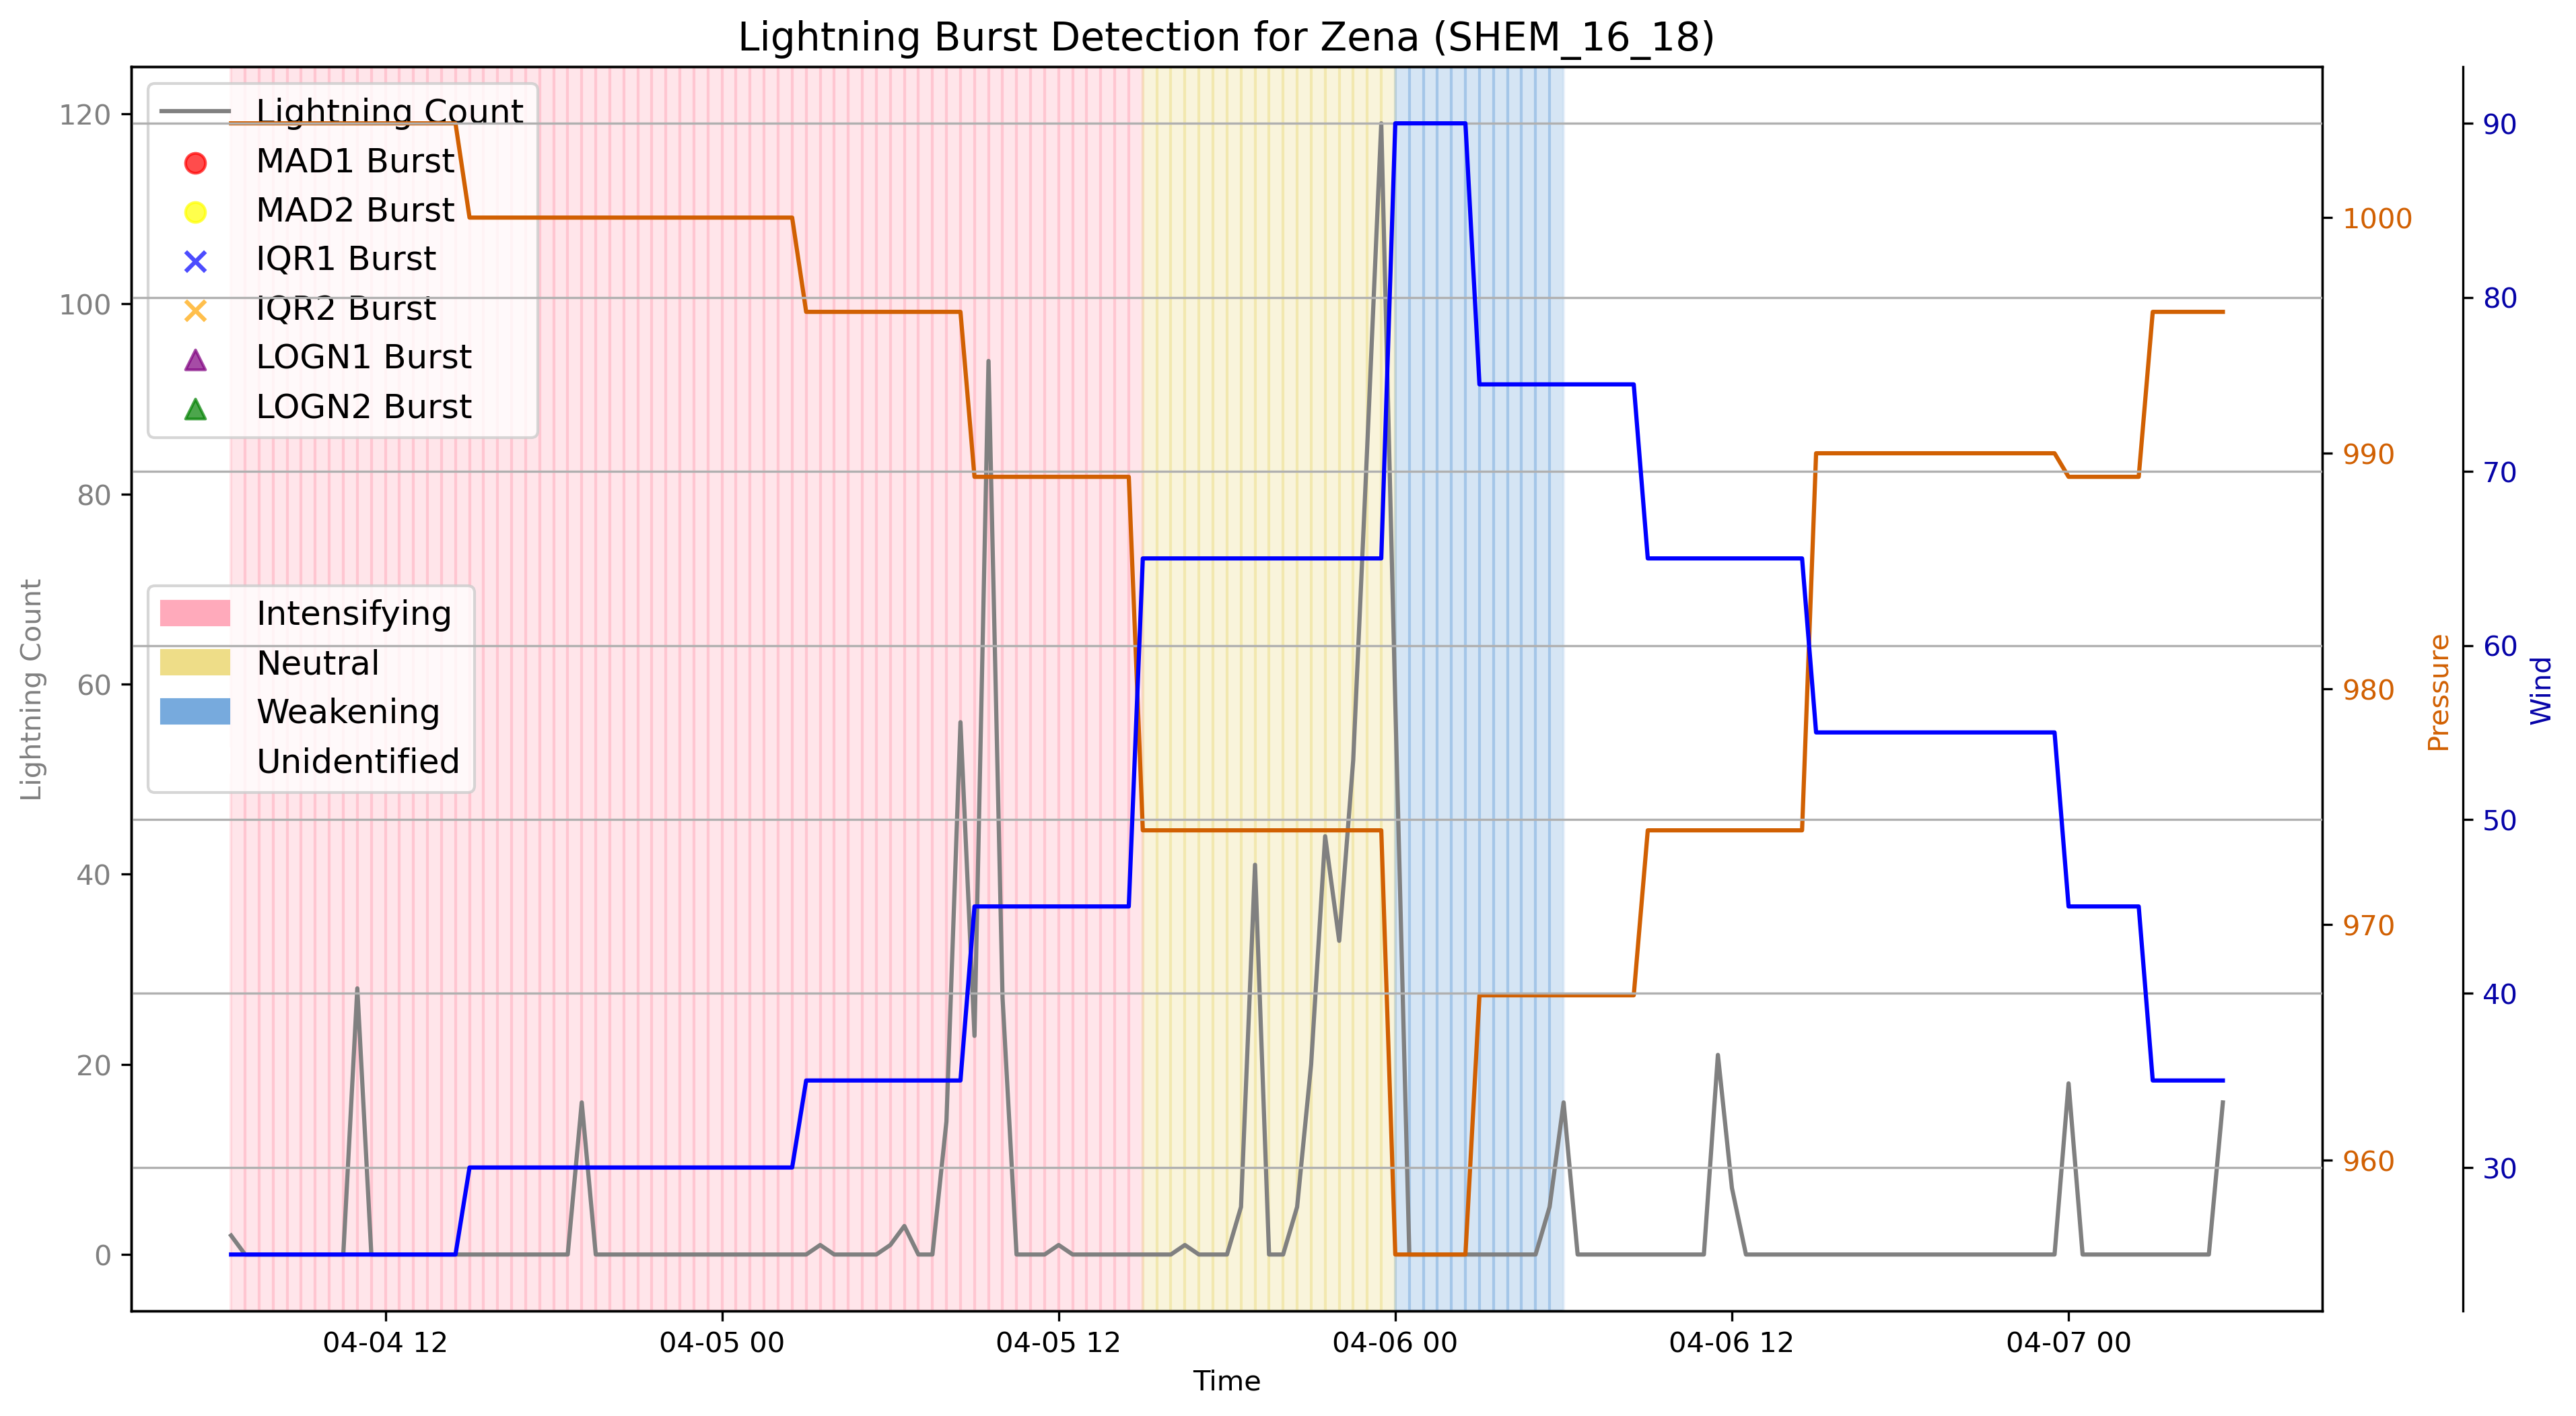 Lightning Burst Detection for Zena (SHEM_16_18)
Lightning Count
MAD1 Burst
MAD2 Burst
IQR1 Burst
IQR2 Burst
LOGN1 Burst
LOGN2 Burst
Intensifying
Neutral
Weakening
Unidentified
Lightning Count
120
100
80
60
40
20
0
1000
990
980
970
960
Pressure
90
80
70
60
50
40
30
Wind
04-04 12
04-05 00
04-05 12
04-06 00
04-06 12
04-07 00
Time